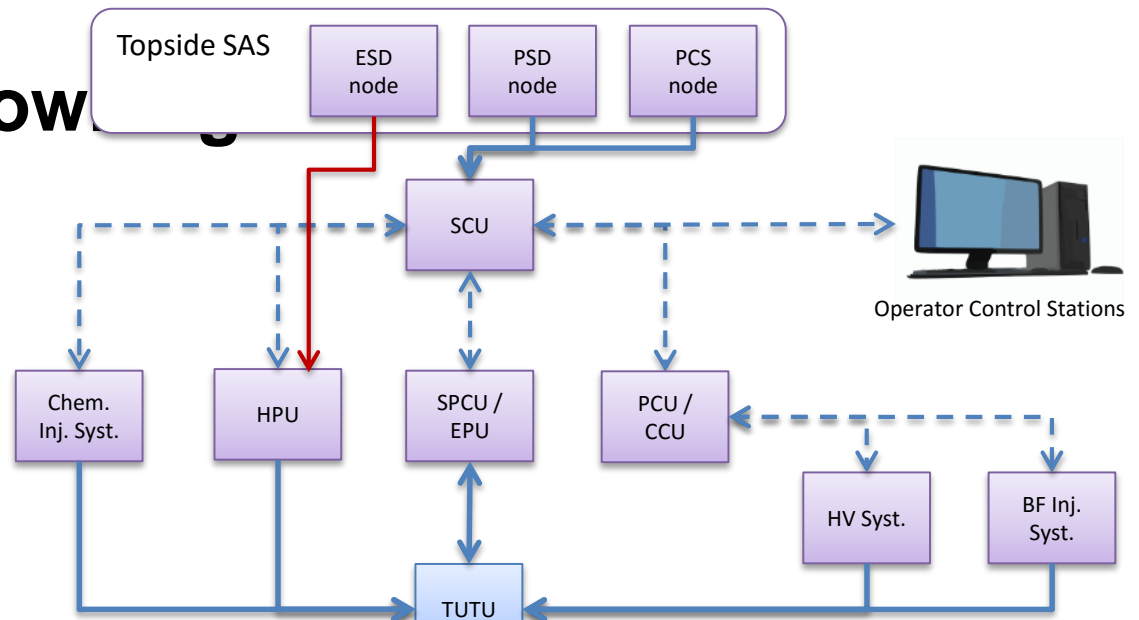 Topside SAS
ESD
node
PSD
node
PCS
node
SCU
Operator Control Stations
Chem.
Inj. Syst.
HPU
SPCU /
EPU
PCU /
CCU
HV Syst.
BF Inj.
Syst.
TUTU